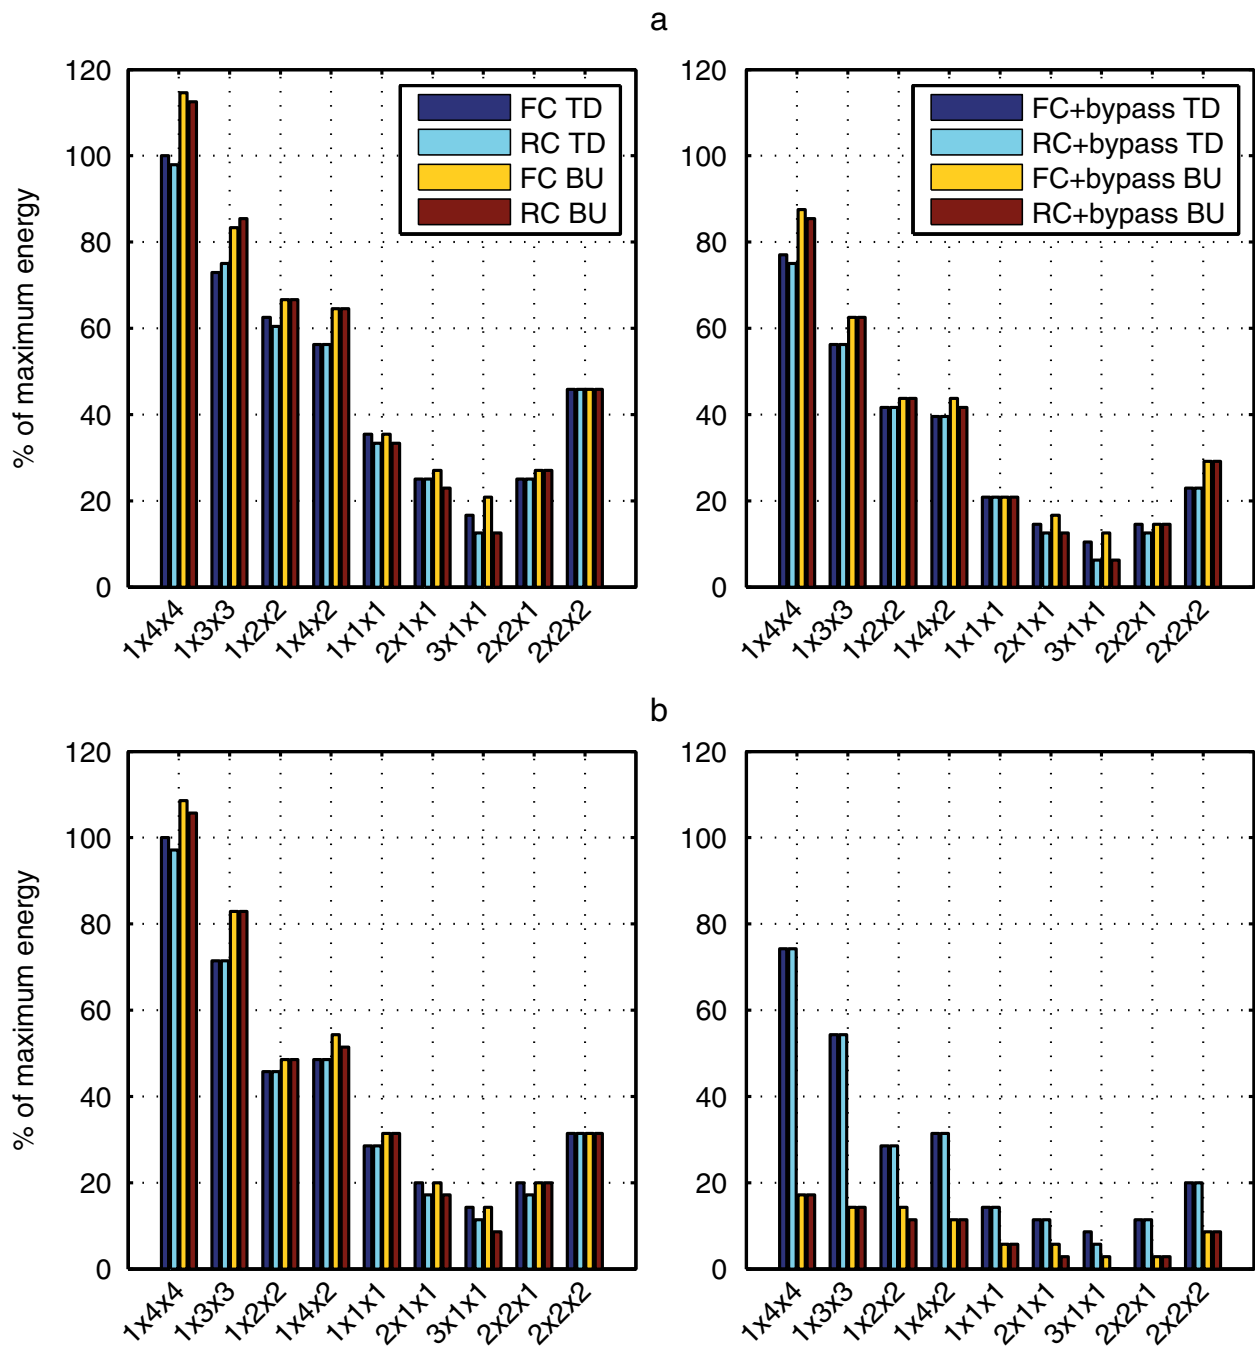 a
% of maximum energy
120
100
80
60
40
20
0
FC TD
RC TD
FC BU
RC BU
1x4x4
1x3x3
1x2x2
1x4x2
1x1x1
2x1x1
3x1x1
2x2x1
2x2x2
120
100
80
60
40
20
0
FC+bypass TD
RC+bypass TD
FC+bypass BU
RC+bypass BU
1x4x4
1x3x3
1x2x2
1x4x2
1x1x1
2x1x1
3x1x1
2x2x1
2x2x2
b
% of maximum energy
120
100
80
60
40
20
0
1x4x4
1x3x3
1x2x2
1x4x2
1x1x1
2x1x1
3x1x1
2x2x1
2x2x2
120
100
80
60
40
20
0
1x4x4
1x3x3
1x2x2
1x4x2
1x1x1
2x1x1
3x1x1
2x2x1
2x2x2